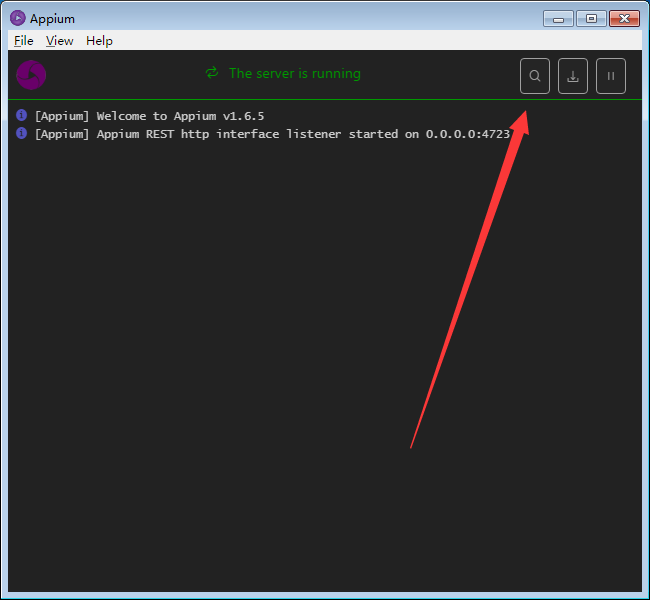 Appium
File View Help
The server is running
[Appium] Welcome to Appium v1.6.5
[Appium] Appium REST http interface listener started on 0.0.0.0:4723